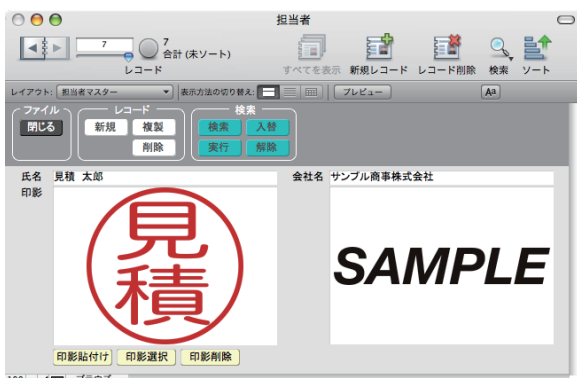 担当者
7
7
合計 (未ソート)
レコード
すべてを表示 新規レコード レコード削除 検索 ソート
レイアウト: 担当者マスター 表示方法の切り替え: プレビュー Aa
ファイル レコード 検索
閉じる 新規 複製 検索 入替
削除 実行 解除
氏名 見積 太郎 会社名 サンプル商事株式会社
印影
見積
SAMPLE
印影貼付け 印影選択 印影削除